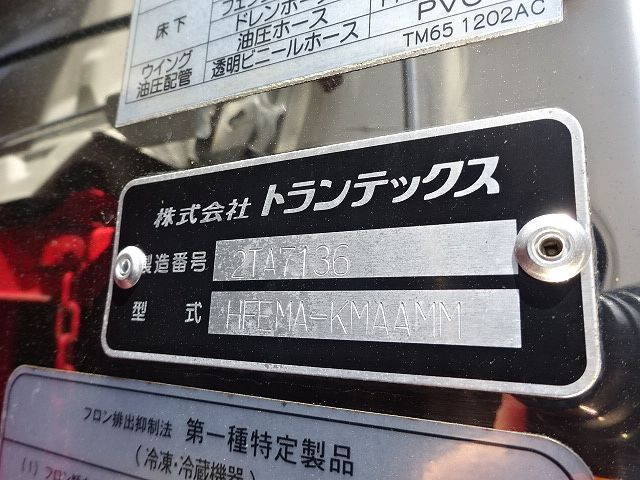 床下
ドレンホース
油圧ホース
PVC
ウイング
油圧配管
透明ビニールホース
TM65 1202AC
株式会社 トランテックス
製造番号 2TA7136
型式 HFEMA-KMAAMM
フロン排出抑制法 第一種特定製品
(冷凍・冷蔵機器)